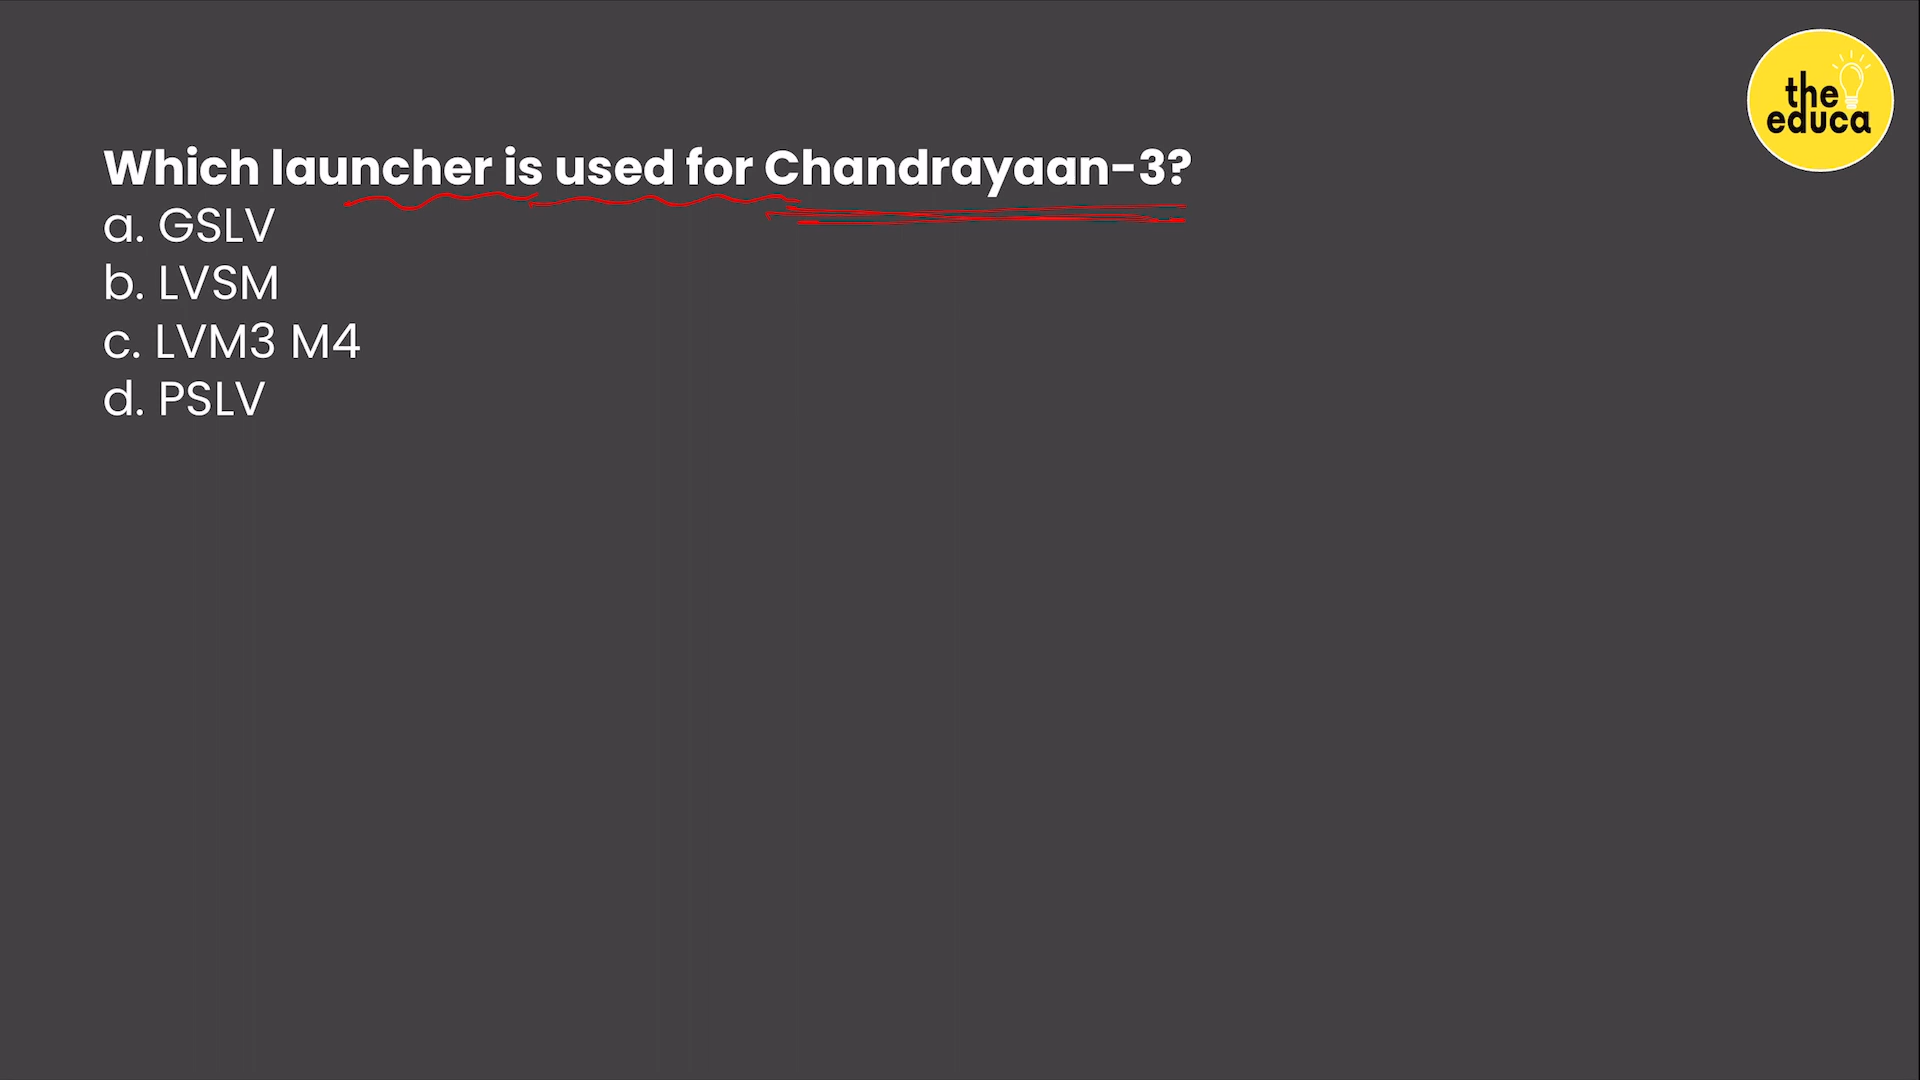 the
educa
Which launcher is used for Chandrayaan-3?
a. GSLV
b. LVSM
c. LVM3 M4
d. PSLV